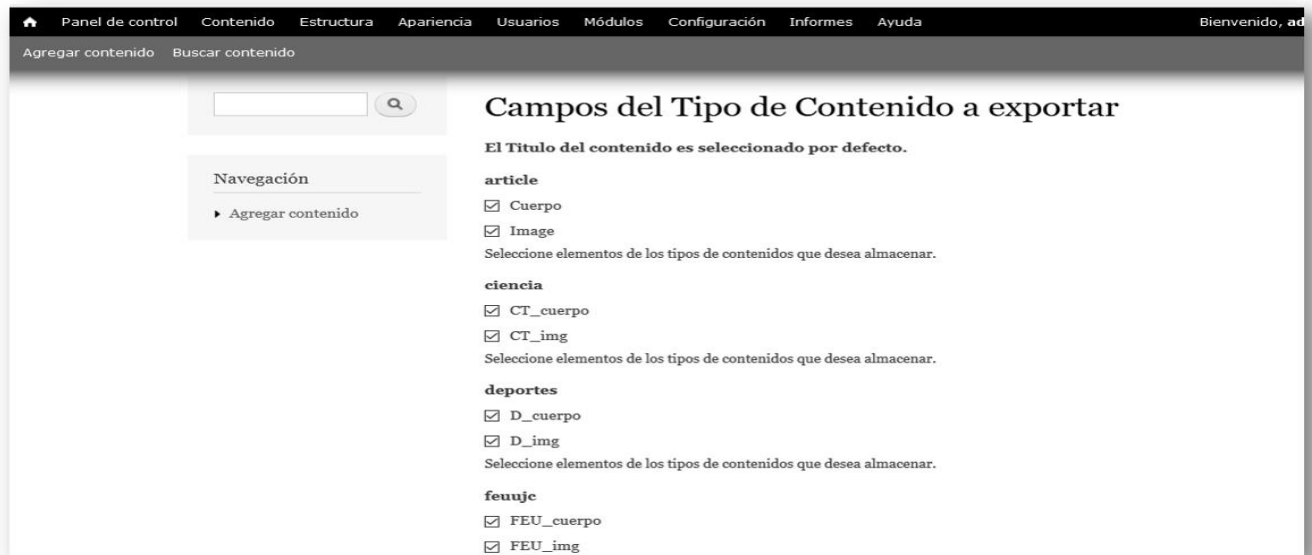 Panel de control Contenido Estructura Apariencia Usuarios Módulos Configuración Informes Ayuda Bienvenido, ad
Agregar contenido Buscar contenido
Navegación
Agregar contenido
Campos del Tipo de Contenido a exportar
El Titulo del contenido es seleccionado por defecto.
article
Cuerpo
Image
Seleccione elementos de los tipos de contenidos que desea almacenar.
ciencia
CT_cuerpo
CT_img
Seleccione elementos de los tipos de contenidos que desea almacenar.
deportes
D_cuerpo
D_img
Seleccione elementos de los tipos de contenidos que desea almacenar.
feuujc
FEU_cuerpo
FEU_img